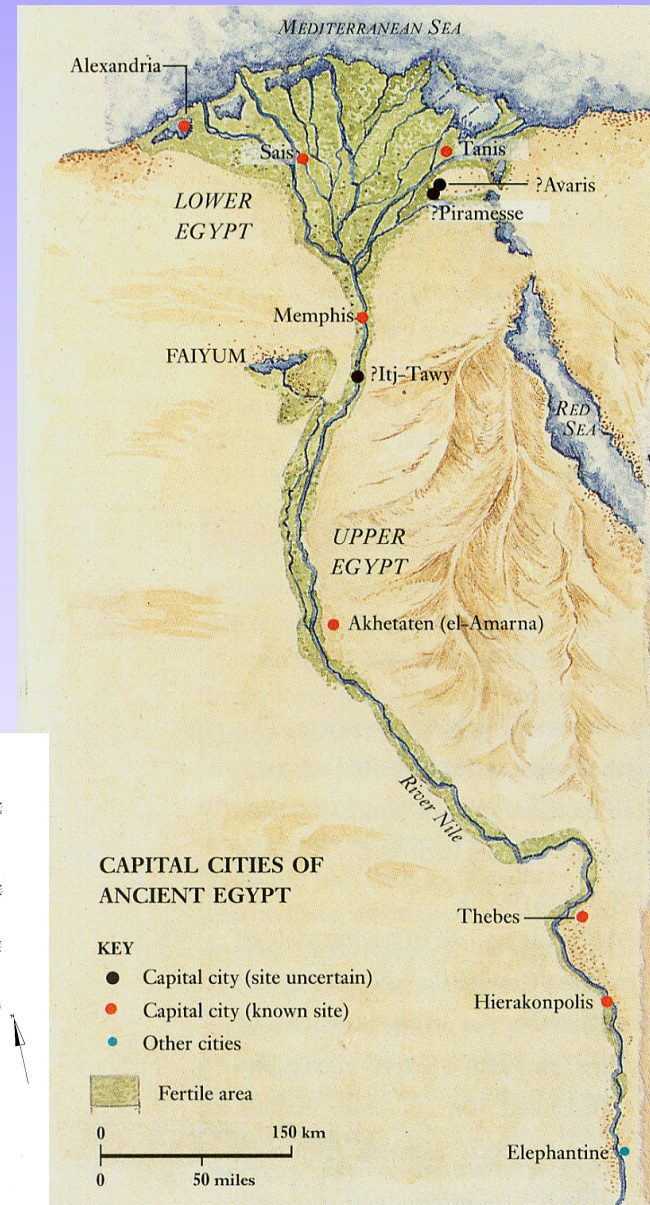 MEDITERRANEAN SEA
Alexandria
Sais
Tanis
?Avaris
?Piramesse
LOWER
EGYPT
Memphis
FAIYUM
?Itj-Tawy
RED
SEA
UPPER
EGYPT
Akhetaten (el-Amarna)
River Nile
CAPITAL CITIES OF
ANCIENT EGYPT
KEY
Capital city (site uncertain)
Capital city (known site)
Other cities
Fertile area
0 150 km
0 50 miles
Thebes
Hierakonpolis
Elephantine